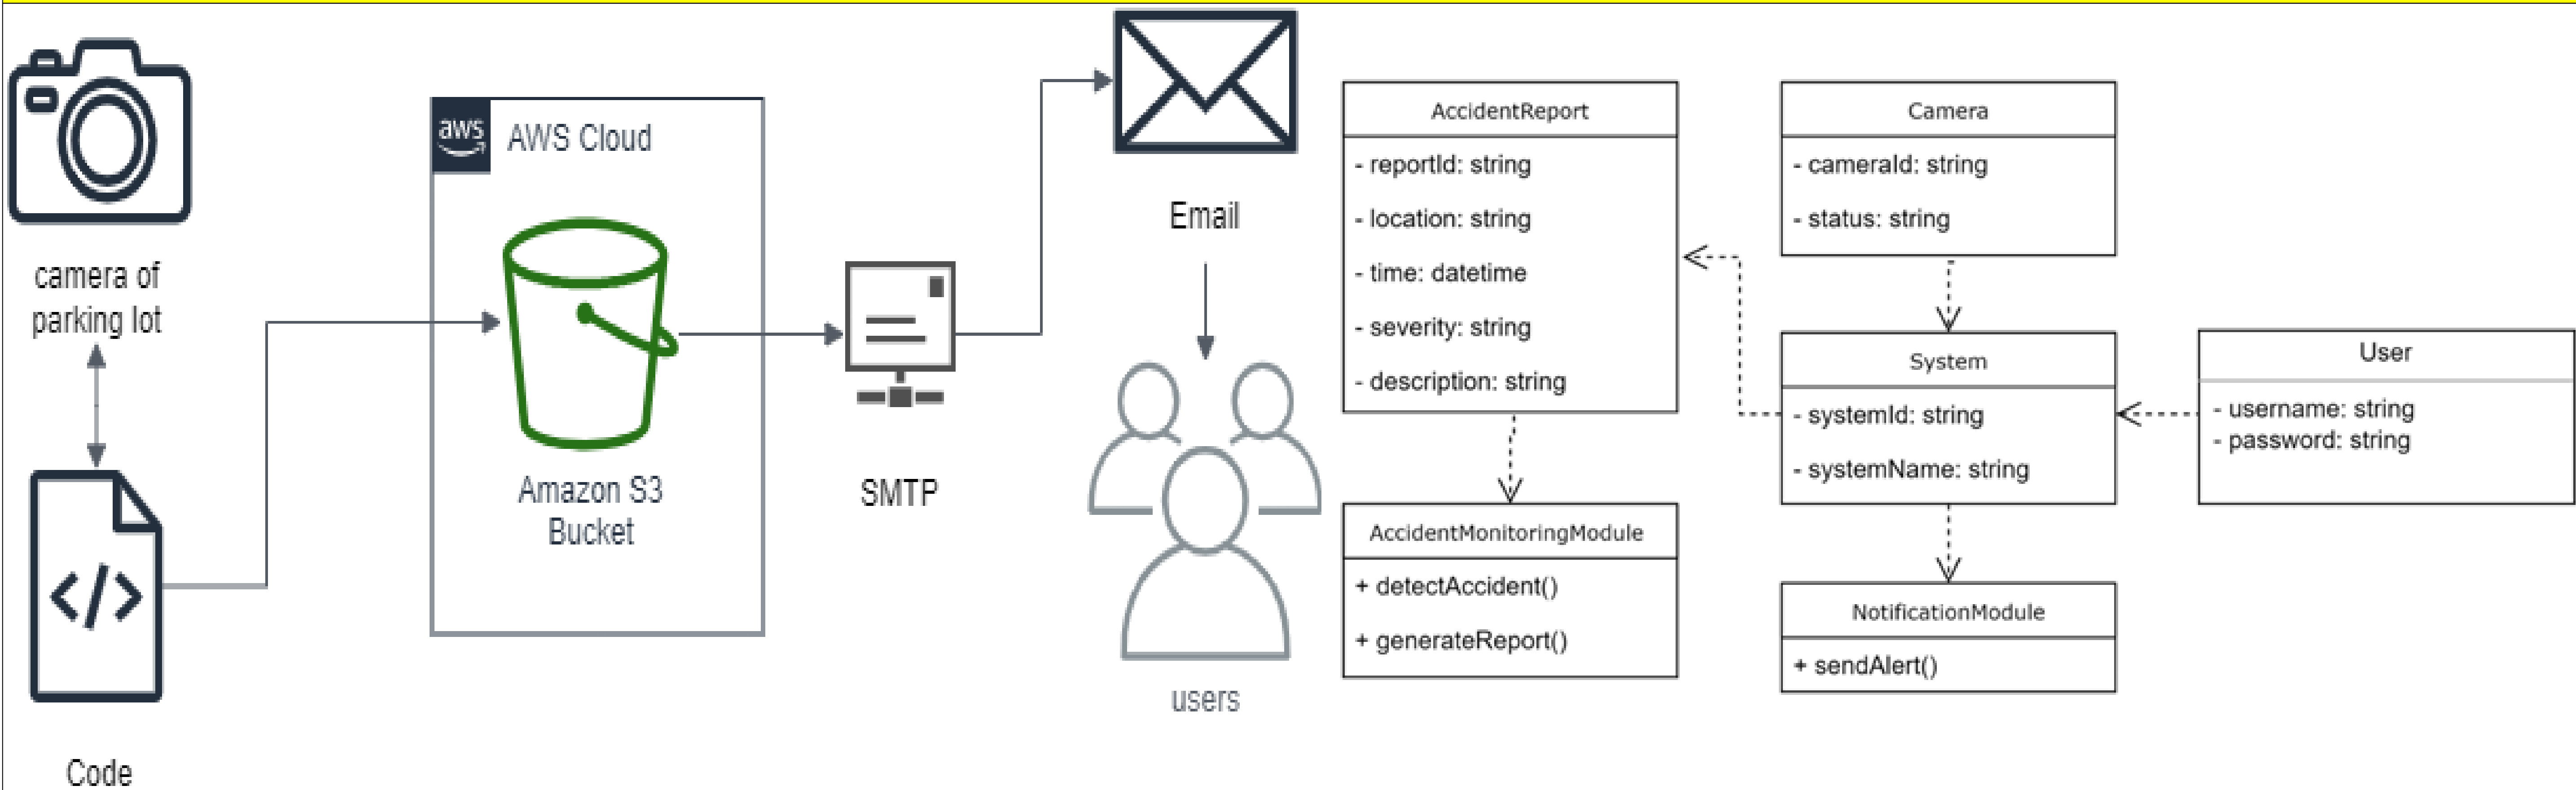 camera of
parking lot
Code
aws
AWS Cloud
Amazon S3
Bucket
SMTP
Email
users
AccidentReport
- reportId: string
- location: string
- time: datetime
- severity: string
- description: string
AccidentMonitoringModule
+ detectAccident()
+ generateReport()
Camera
- cameraId: string
- status: string
System
- systemId: string
- systemName: string
NotificationModule
+ sendAlert()
User
- username: string
- password: string